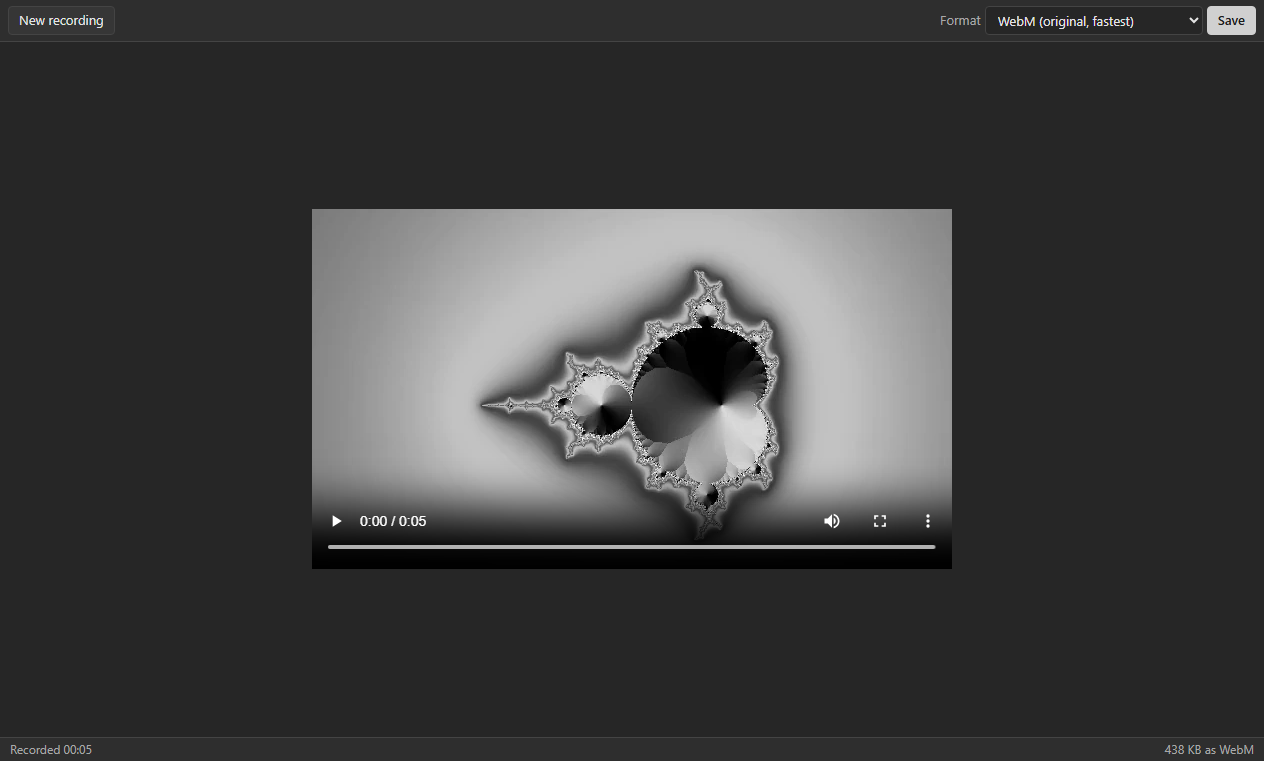 New recording
Format WebM (original, fastest) Save
0:00 / 0:05
Recorded 00:05
438 KB as WebM